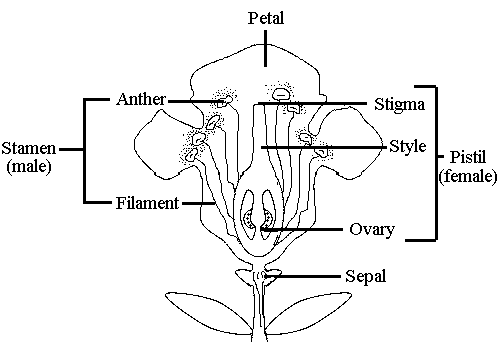 Petal
Anther
Stigma
Stamen
(male)
Style
Pistil
(female)
Filament
Ovary
Sepal